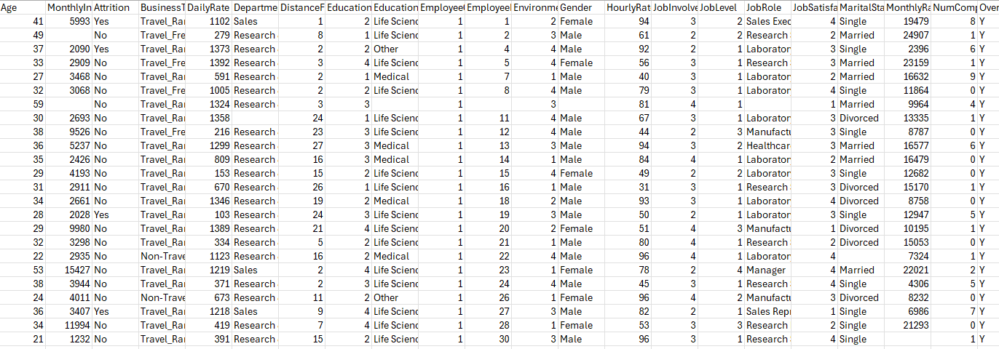 Age MonthlyIn Attrition BusinessT DailyRate Departme DistanceF Education Education EmployeeC Employee Environme Gender HourlyRat JobInvolve JobLevel JobRole JobSatisfa MaritalSta MonthlyRa NumComp Over
41 5993 Yes Travel_Rar 1102 Sales 1 2 Life Scienc 1 1 2 Female 94 3 2 Sales Exec 4 Single 19479 8 Y
49 No Travel_Fre 279 Research 8 1 Life Scienc 1 2 3 Male 61 2 2 Research 2 Married 24907 1 Y
37 2090 Yes Travel_Rar 1373 Research 2 2 Other 1 4 4 Male 92 2 1 Laborator 3 Single 2396 6 Y
33 2909 No Travel_Fre 1392 Research 3 4 Life Scienc 1 5 4 Female 56 3 1 Research 3 Married 23159 1 Y
27 3468 No Travel_Rar 591 Research 2 1 Medical 1 7 1 Male 40 3 1 Laborator 2 Married 16632 9 Y
32 3068 No Travel_Fre 1005 Research 2 2 Life Scienc 1 8 4 Male 79 3 1 Laborator 4 Single 11864 0 Y
59 No Travel_Rar 1324 Research 3 3 1 3 81 4 1 1 Married 9964 4 Y
30 2693 No Travel_Rar 1358 24 1 Life Scienc 1 11 4 Male 67 3 1 Laborator 3 Divorced 13335 1 Y
38 9526 No Travel_Fre 216 Research 23 3 Life Scienc 1 12 4 Male 44 2 3 Manufactu 3 Single 8787 0 Y
36 5237 No Travel_Rar 1299 Research 27 3 Medical 1 13 3 Male 94 3 2 Healthcar 3 Married 16577 6 Y
35 2426 No Travel_Rar 809 Research 16 3 Medical 1 14 1 Male 84 4 1 Laborator 2 Married 16479 0 Y
29 4193 No Travel_Rar 153 Research 15 2 Life Scienc 1 15 4 Female 49 2 2 Laborator 3 Single 12682 0 Y
31 2911 No Travel_Rar 670 Research 26 1 Life Scienc 1 16 1 Male 31 3 1 Research 3 Divorced 15170 1 Y
34 2661 No Travel_Rar 1346 Research 19 2 Medical 1 18 2 Male 93 3 1 Laborator 4 Divorced 8758 0 Y
28 2028 Yes Travel_Rar 103 Research 24 3 Life Scienc 1 19 3 Male 50 2 1 Laborator 3 Single 12947 5 Y
29 9980 No Travel_Rar 1389 Research 21 4 Life Scienc 1 20 2 Female 51 4 3 Manufactu 1 Divorced 10195 1 Y
32 3298 No Travel_Rar 334 Research 5 2 Life Scienc 1 21 1 Male 80 4 1 Research 2 Divorced 15053 0 Y
22 2935 No Non-Trave 1123 Research 16 2 Medical 1 22 4 Male 96 4 1 Laborator 4 7324 1 Y
53 15427 No Travel_Rar 1219 Sales 2 4 Life Scienc 1 23 1 Female 78 2 4 Manager 4 Married 22021 2 Y
38 3944 No Travel_Rar 371 Research 2 3 Life Scienc 1 24 4 Male 45 3 1 Research 4 Single 4306 5 Y
24 4011 No Non-Trave 673 Research 11 2 Other 1 26 1 Female 96 4 2 Manufactu 3 Divorced 8232 0 Y
36 3407 Yes Travel_Rar 1218 Sales 9 4 Life Scienc 1 27 3 Male 82 2 1 Sales Repr 1 Single 6986 7 Y
34 11994 No Travel_Rar 419 Research 7 4 Life Scienc 1 28 1 Female 53 3 3 Research 2 Single 21293 0 Y
21 1232 No Travel_Rar 391 Research 15 2 Life Scienc 1 30 3 Male 96 3 1 Research 4 Single 1 Y